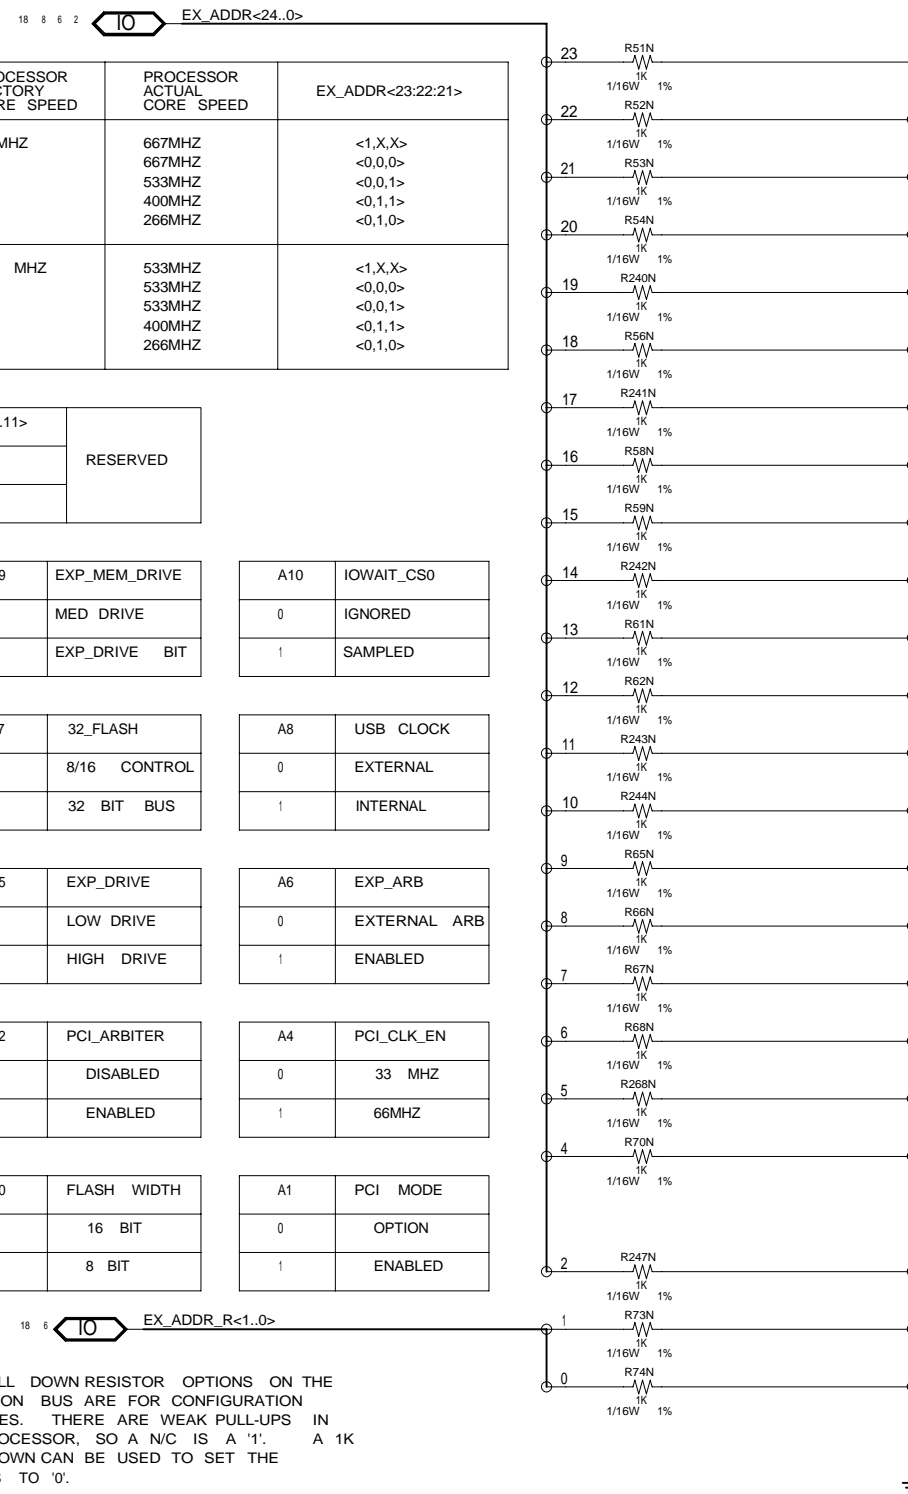 18 8 6 2 IO EX_ADDR<24..0>
OCESSOR PROCESSOR
CTORY ACTUAL EX_ADDR<23:22:21>
RE SPEED CORE SPEED
MHZ 667MHZ <1,X,X>
667MHZ <0,0,0>
533MHZ <0,0,1>
400MHZ <0,1,1>
266MHZ <0,1,0>
MHZ 533MHZ <1,X,X>
533MHZ <0,0,0>
533MHZ <0,0,1>
400MHZ <0,1,1>
266MHZ <0,1,0>
.11>
RESERVED
9 EXP_MEM_DRIVE
MED DRIVE
EXP_DRIVE BIT
A10 IOWAIT_CS0
0 IGNORED
1 SAMPLED
7 32_FLASH
8/16 CONTROL
32 BIT BUS
A8 USB CLOCK
0 EXTERNAL
1 INTERNAL
5 EXP_DRIVE
LOW DRIVE
HIGH DRIVE
A6 EXP_ARB
0 EXTERNAL ARB
1 ENABLED
2 PCI_ARBITER
DISABLED
ENABLED
A4 PCI_CLK_EN
0 33 MHZ
1 66MHZ
0 FLASH WIDTH
16 BIT
8 BIT
A1 PCI MODE
0 OPTION
1 ENABLED
18 6 IO EX_ADDR_R<1..0>
LL DOWN RESISTOR OPTIONS ON THE
ON BUS ARE FOR CONFIGURATION
ES. THERE ARE WEAK PULL-UPS IN
OCESSOR, SO A N/C IS A '1'. A 1K
OWN CAN BE USED TO SET THE
S TO '0'.
23 R51N
1K
1/16W 1%
22 R52N
1K
1/16W 1%
21 R53N
1K
1/16W 1%
20 R54N
1K
1/16W 1%
19 R240N
1K
1/16W 1%
18 R56N
1K
1/16W 1%
17 R241N
1K
1/16W 1%
16 R58N
1K
1/16W 1%
15 R59N
1K
1/16W 1%
14 R242N
1K
1/16W 1%
13 R61N
1K
1/16W 1%
12 R62N
1K
1/16W 1%
11 R243N
1K
1/16W 1%
10 R244N
1K
1/16W 1%
9 R65N
1K
1/16W 1%
8 R66N
1K
1/16W 1%
7 R67N
1K
1/16W 1%
6 R68N
1K
1/16W 1%
5 R268N
1K
1/16W 1%
4 R70N
1K
1/16W 1%
2 R247N
1K
1/16W 1%
1 R73N
1K
1/16W 1%
0 R74N
1K
1/16W 1%